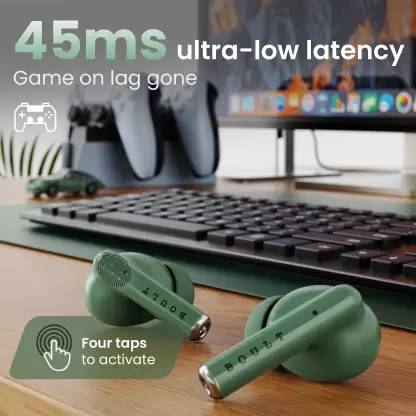 45ms ultra-low latency
Game on lag gone
BOULT
BOULT
Four taps
to activate